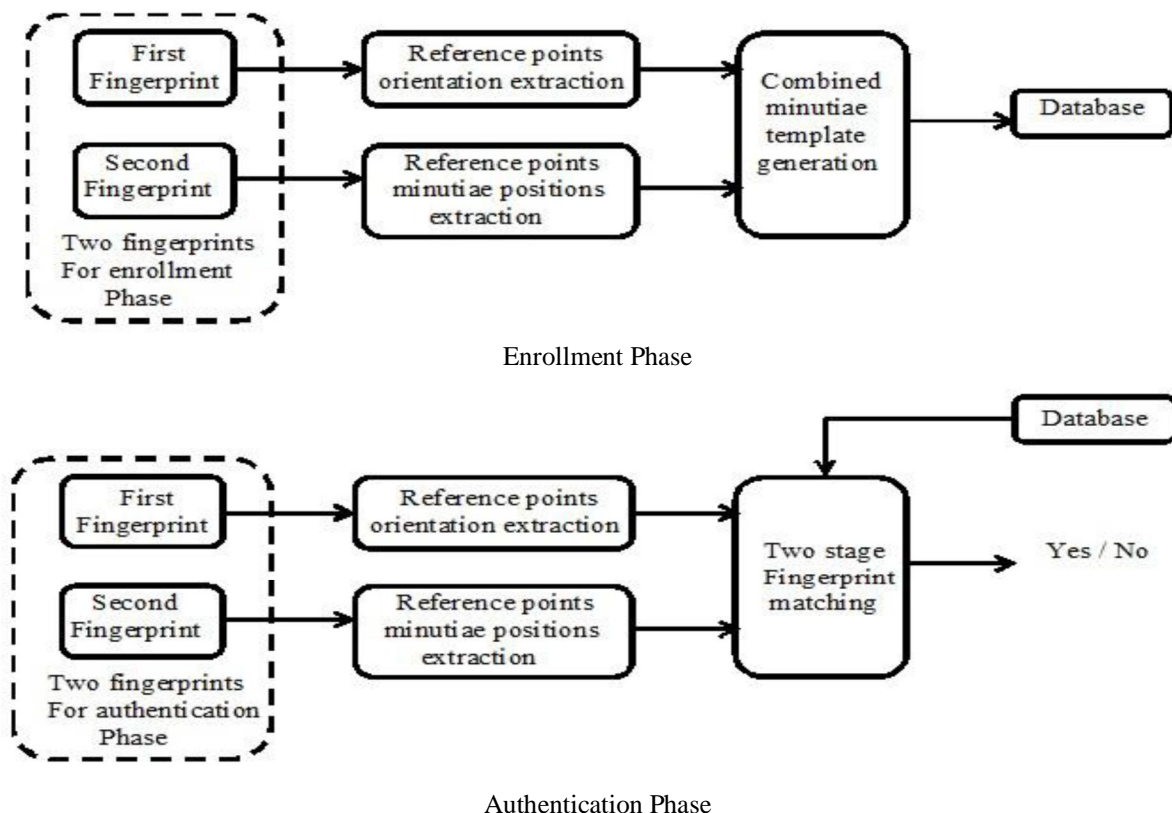 First
Fingerprint
Reference points
orientation extraction
Combined
minutiae
template
generation
Database
Second
Fingerprint
Reference points
minutiae positions
extraction
Two fingerprints
For enrollment
Phase
Enrollment Phase
Database
First
Fingerprint
Reference points
orientation extraction
Two stage
Fingerprint
matching
Yes / No
Second
Fingerprint
Reference points
minutiae positions
extraction
Two fingerprints
For authentication
Phase
Authentication Phase